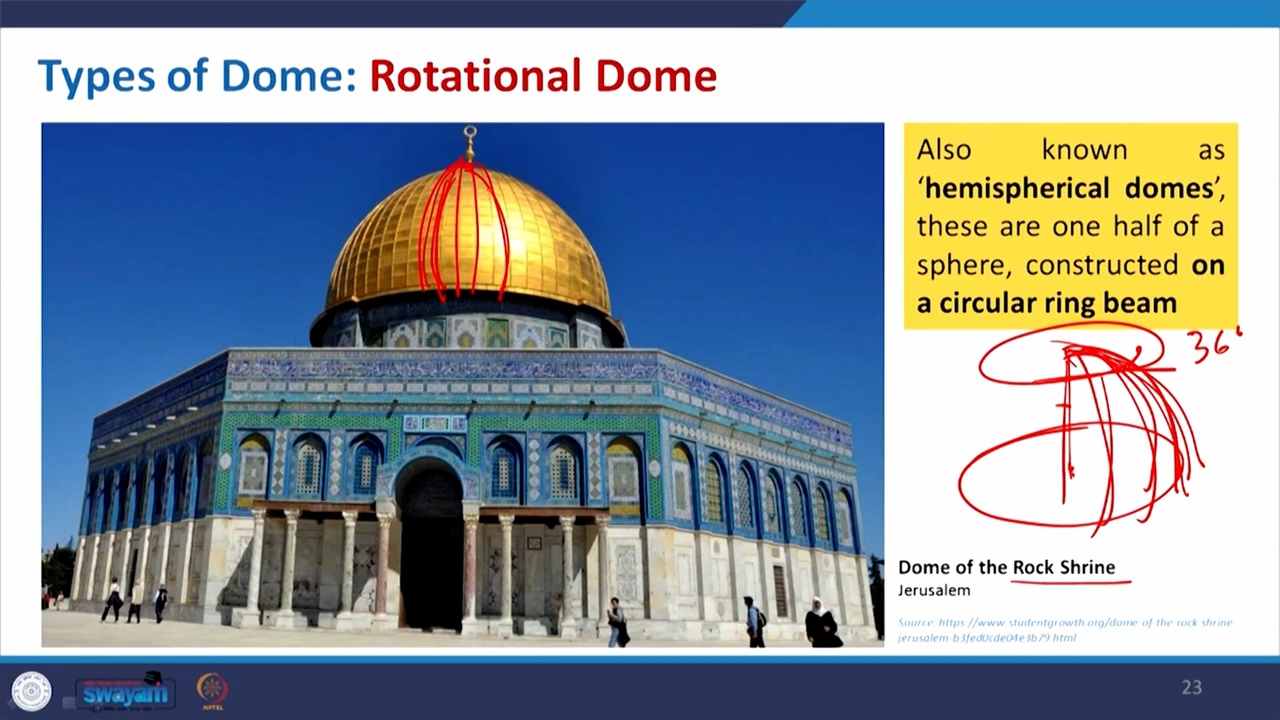 Types of Dome: Rotational Dome
Also known as
‘hemispherical domes’,
these are one half of a
sphere, constructed on
a circular ring beam
36°
Dome of the Rock Shrine
Jerusalem
Source: https://www.studentgrowth.org/dome-of-the-rock-shrine-
jerusalem-b3fed0cde04e3b79.html
swayam
NPTEL
23